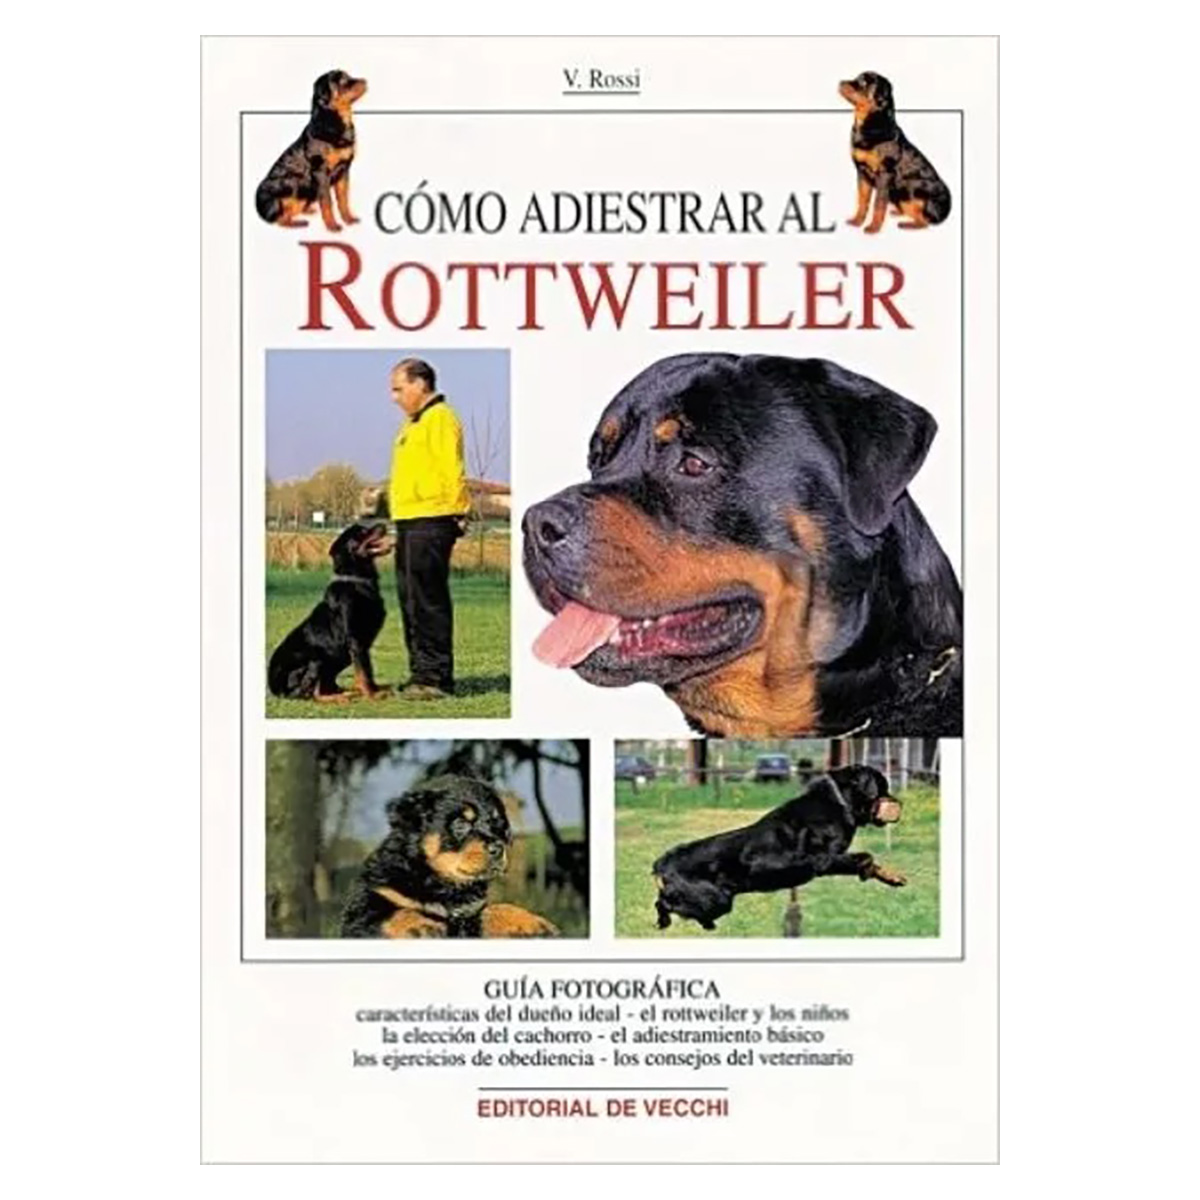 V. Rossi
CÓMO ADIESTRAR AL
ROTTWEILER
GUÍA FOTOGRÁFICA
características del dueño ideal - el rottweiler y los niños
la elección del cachorro - el adiestramiento básico
los ejercicios de obediencia - los consejos del veterinario
EDITORIAL DE VECCHI